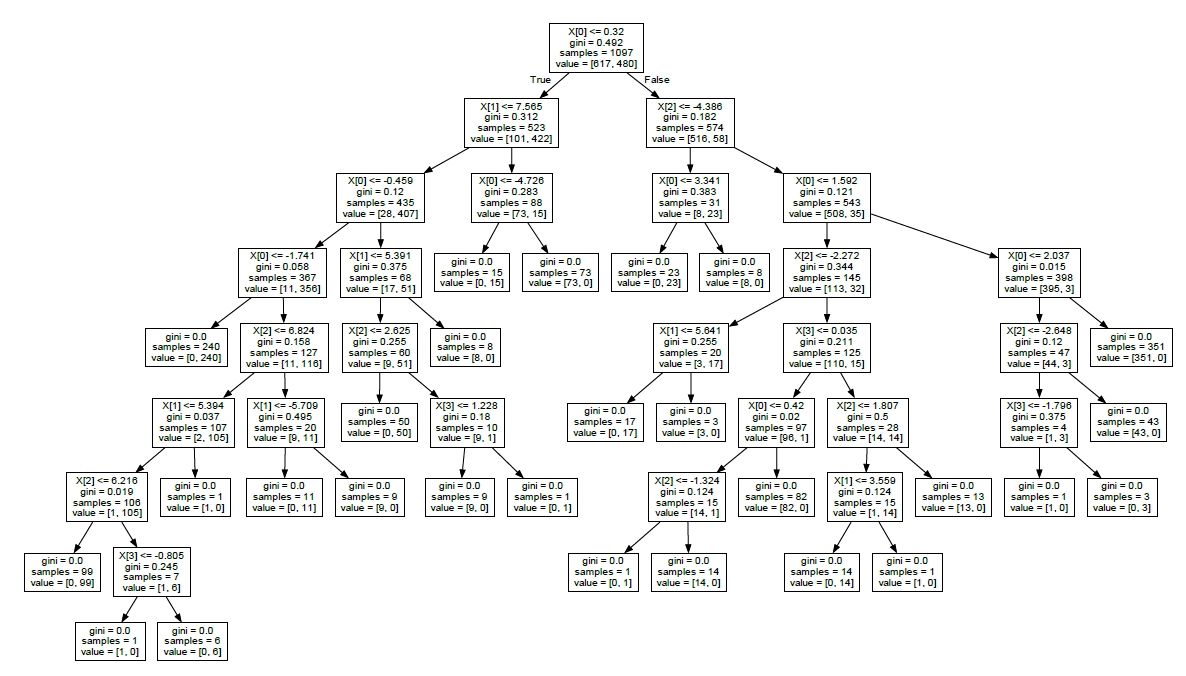 X[0] <= 0.32
gini = 0.492
samples = 1097
value = [617, 480]
True
False
X[1] <= 7.565
gini = 0.312
samples = 523
value = [101, 422]
X[2] <= -4.386
gini = 0.182
samples = 574
value = [516, 58]
X[0] <= -0.459
gini = 0.12
samples = 435
value = [28, 407]
X[0] <= -4.726
gini = 0.283
samples = 88
value = [73, 15]
X[0] <= 3.341
gini = 0.383
samples = 31
value = [8, 23]
X[0] <= 1.592
gini = 0.121
samples = 543
value = [508, 35]
X[0] <= -1.741
gini = 0.058
samples = 367
value = [11, 356]
X[1] <= 5.391
gini = 0.375
samples = 68
value = [17, 51]
gini = 0.0
samples = 15
value = [0, 15]
gini = 0.0
samples = 73
value = [73, 0]
gini = 0.0
samples = 23
value = [0, 23]
gini = 0.0
samples = 8
value = [8, 0]
X[2] <= -2.272
gini = 0.344
samples = 145
value = [113, 32]
X[0] <= 2.037
gini = 0.015
samples = 398
value = [395, 3]
gini = 0.0
samples = 240
value = [0, 240]
X[2] <= 6.824
gini = 0.158
samples = 127
value = [11, 116]
X[2] <= 2.625
gini = 0.255
samples = 60
value = [9, 51]
gini = 0.0
samples = 8
value = [8, 0]
X[1] <= 5.641
gini = 0.255
samples = 20
value = [3, 17]
X[3] <= 0.035
gini = 0.211
samples = 125
value = [110, 15]
X[2] <= -2.648
gini = 0.12
samples = 47
value = [44, 3]
gini = 0.0
samples = 351
value = [351, 0]
X[1] <= 5.394
gini = 0.037
samples = 107
value = [2, 105]
X[1] <= -5.709
gini = 0.495
samples = 20
value = [9, 11]
gini = 0.0
samples = 50
value = [0, 50]
X[3] <= 1.228
gini = 0.18
samples = 10
value = [9, 1]
gini = 0.0
samples = 17
value = [0, 17]
gini = 0.0
samples = 3
value = [3, 0]
X[0] <= 0.42
gini = 0.02
samples = 97
value = [96, 1]
X[2] <= 1.807
gini = 0.5
samples = 28
value = [14, 14]
X[3] <= -1.796
gini = 0.375
samples = 4
value = [1, 3]
gini = 0.0
samples = 43
value = [43, 0]
X[2] <= 6.216
gini = 0.019
samples = 106
value = [1, 105]
gini = 0.0
samples = 1
value = [1, 0]
gini = 0.0
samples = 11
value = [0, 11]
gini = 0.0
samples = 9
value = [9, 0]
gini = 0.0
samples = 9
value = [9, 0]
gini = 0.0
samples = 1
value = [0, 1]
X[2] <= -1.324
gini = 0.124
samples = 15
value = [14, 1]
gini = 0.0
samples = 82
value = [82, 0]
X[1] <= 3.559
gini = 0.124
samples = 15
value = [1, 14]
gini = 0.0
samples = 13
value = [13, 0]
gini = 0.0
samples = 1
value = [1, 0]
gini = 0.0
samples = 3
value = [0, 3]
gini = 0.0
samples = 99
value = [0, 99]
X[3] <= -0.805
gini = 0.245
samples = 7
value = [1, 6]
gini = 0.0
samples = 1
value = [0, 1]
gini = 0.0
samples = 14
value = [14, 0]
gini = 0.0
samples = 14
value = [0, 14]
gini = 0.0
samples = 1
value = [1, 0]
gini = 0.0
samples = 1
value = [1, 0]
gini = 0.0
samples = 6
value = [0, 6]